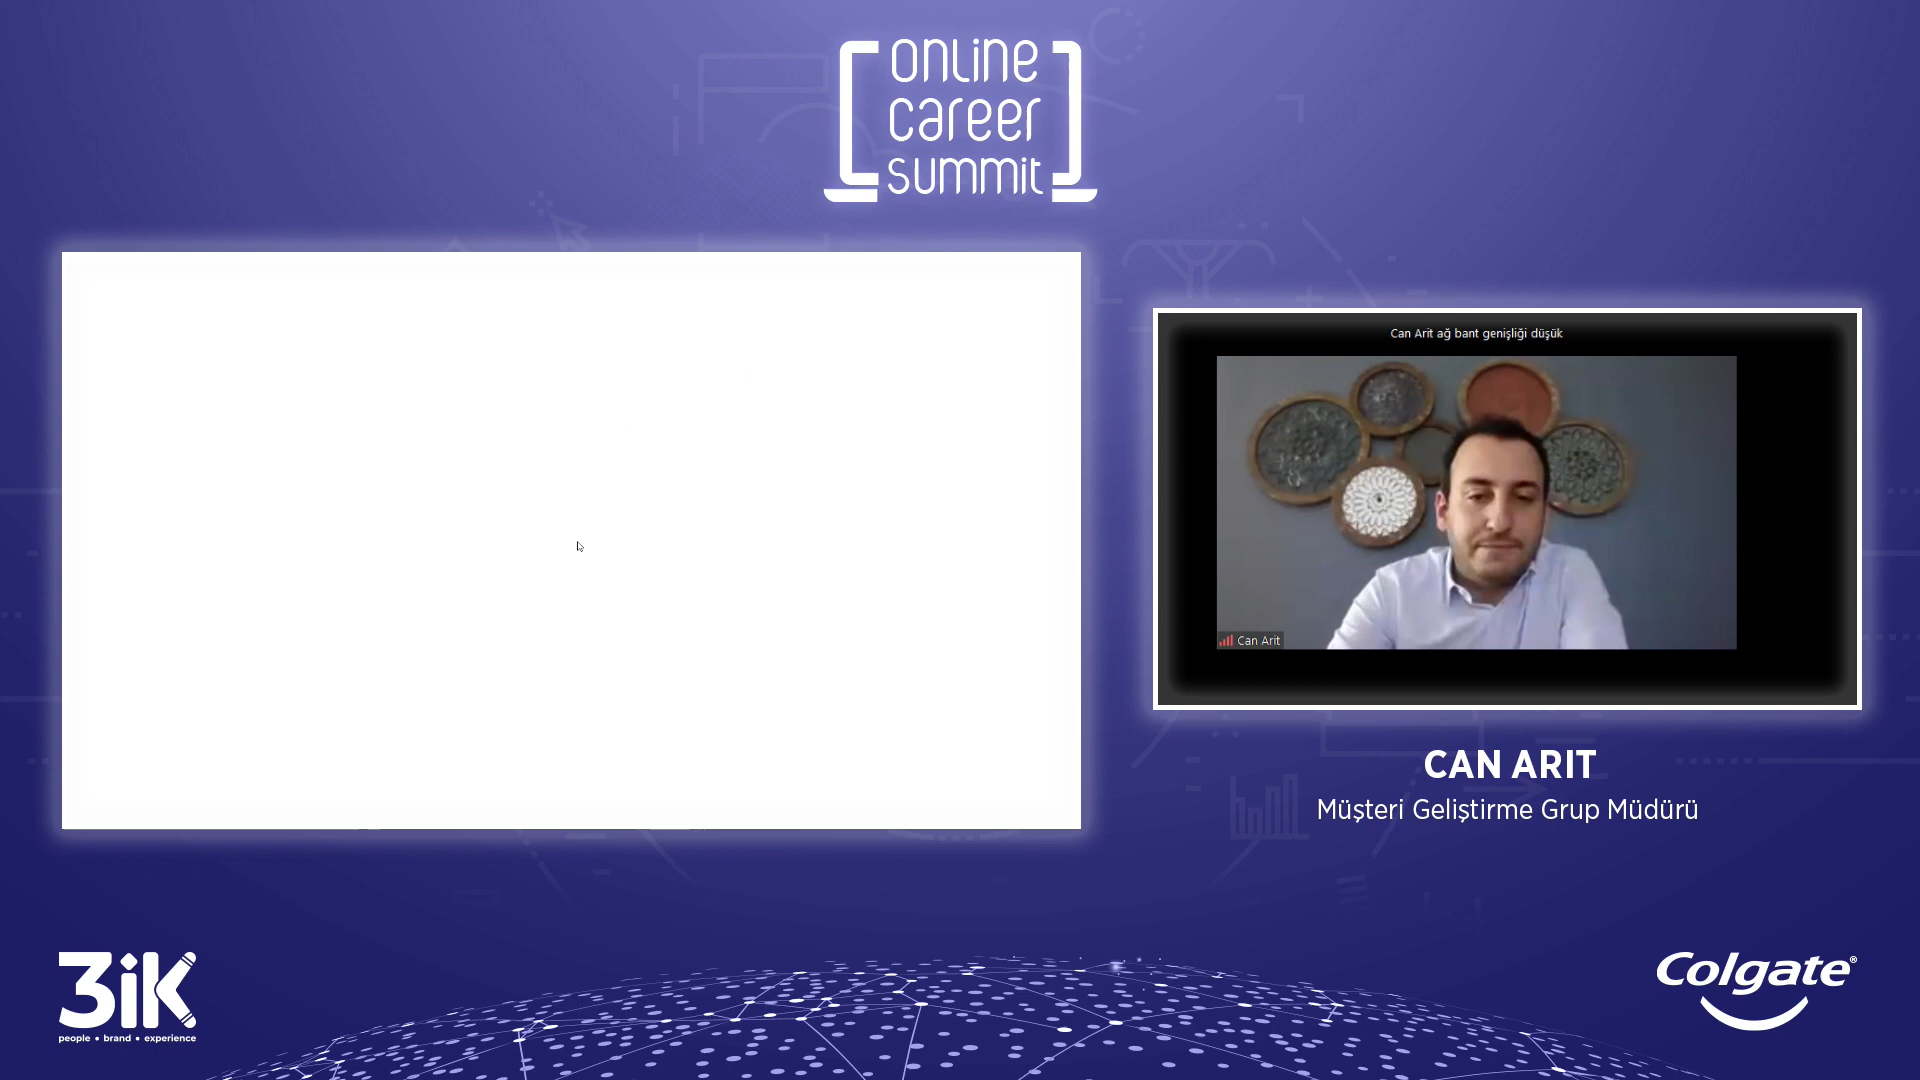 online
career
summit
Can Arit ağ bant genişliği düşük
Can Arit
CAN ARIT
Müşteri Geliştirme Grup Müdürü
3iK
people • brand • experience
Colgate®